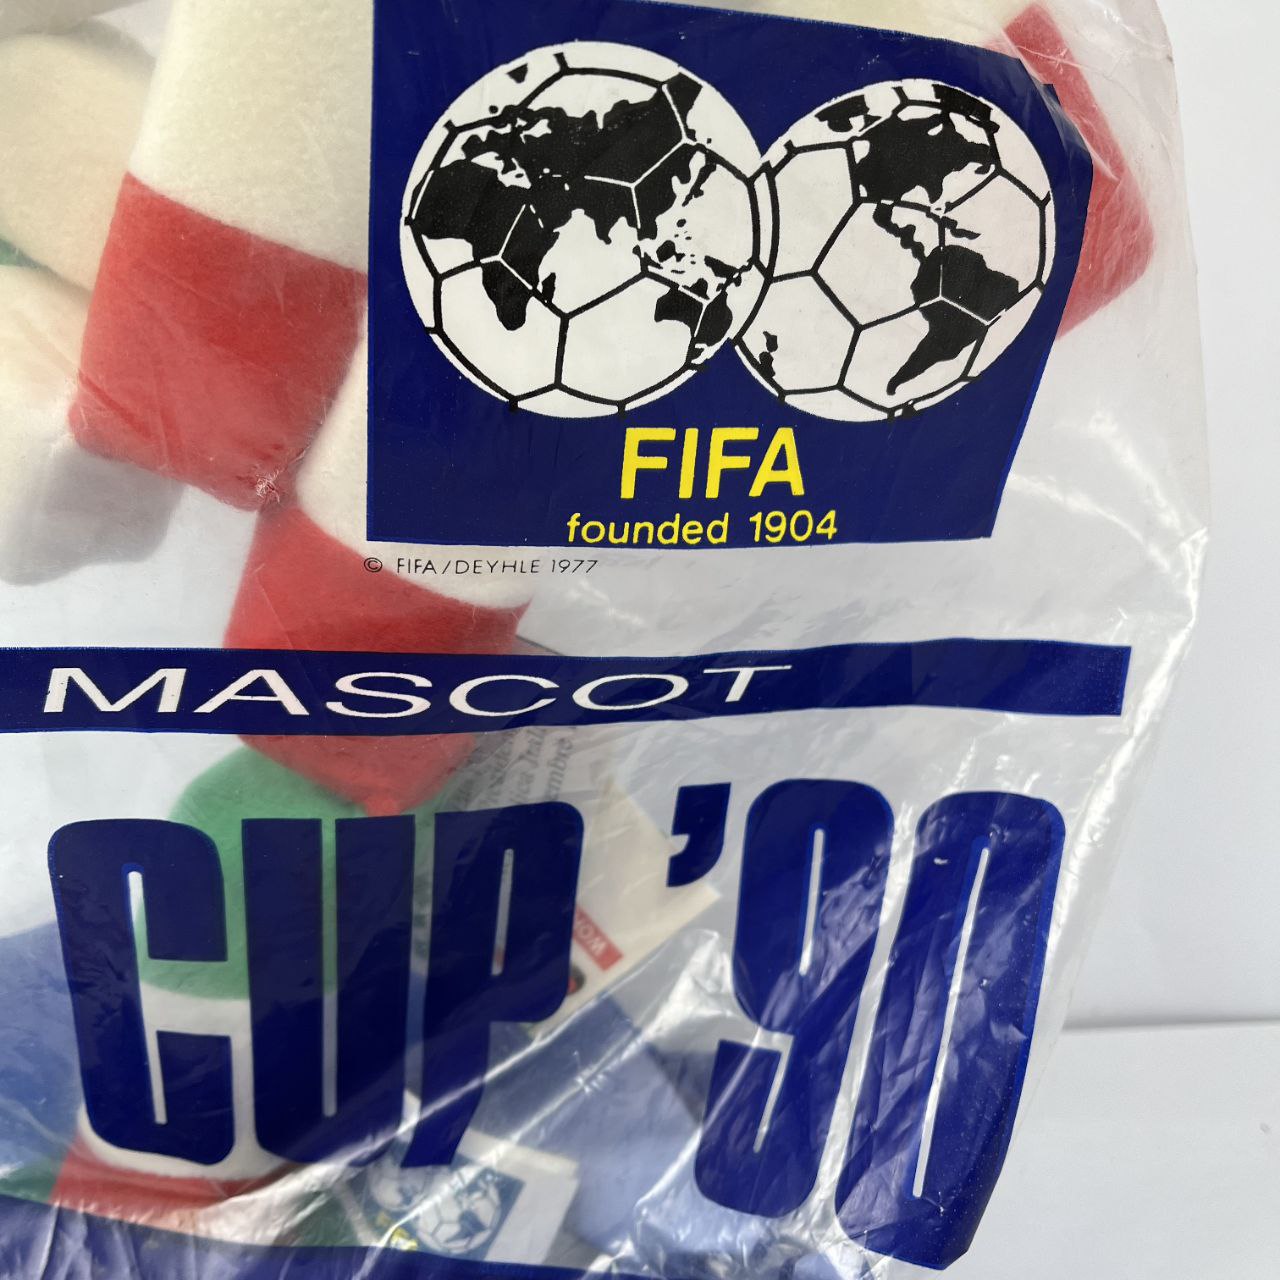 FIFA
founded 1904
© FIFA/DEYHLE 1977
MASCOT
CUP '90